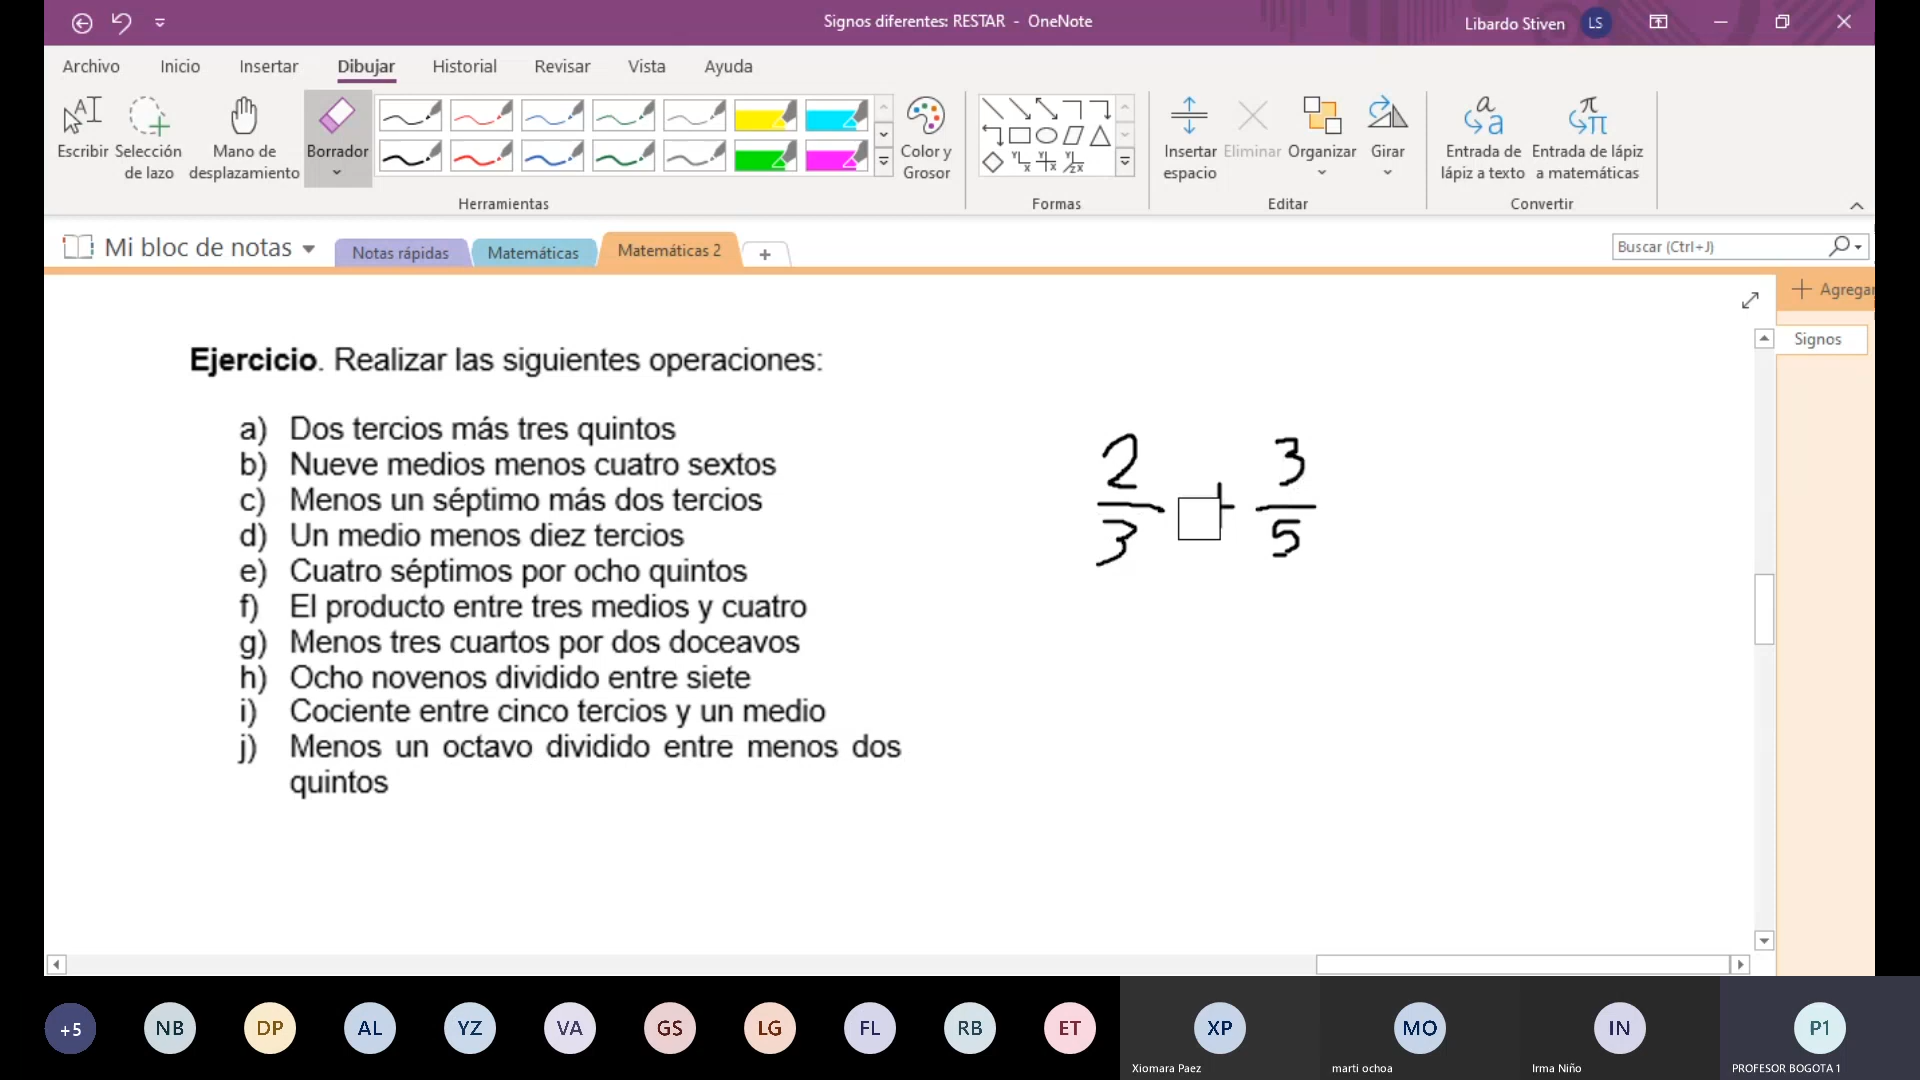 Signos diferentes: RESTAR - OneNote
Libardo Stiven LS
Archivo Inicio Insertar Dibujar Historial Revisar Vista Ayuda
Escribir
Selección de lazo
Mano de desplazamiento
Borrador
Color y Grosor
Insertar espacio
Eliminar
Organizar
Girar
Entrada de lápiz a texto
Entrada de lápiz a matemáticas
Herramientas Formas Editar Convertir
Mi bloc de notas Notas rápidas Matemáticas Matemáticas 2 + Buscar (Ctrl+J)
Agregar
Signos
Ejercicio. Realizar las siguientes operaciones:
a) Dos tercios más tres quintos
b) Nueve medios menos cuatro sextos
c) Menos un séptimo más dos tercios
d) Un medio menos diez tercios
e) Cuatro séptimos por ocho quintos
f) El producto entre tres medios y cuatro
g) Menos tres cuartos por dos doceavos
h) Ocho novenos dividido entre siete
i) Cociente entre cinco tercios y un medio
j) Menos un octavo dividido entre menos dos
quintos
2/3 + 3/5
+5 NB DP AL YZ VA GS LG FL RB ET XP MO IN P1
Xiomara Paez marti ochoa Irma Niño PROFESOR BOGOTA 1